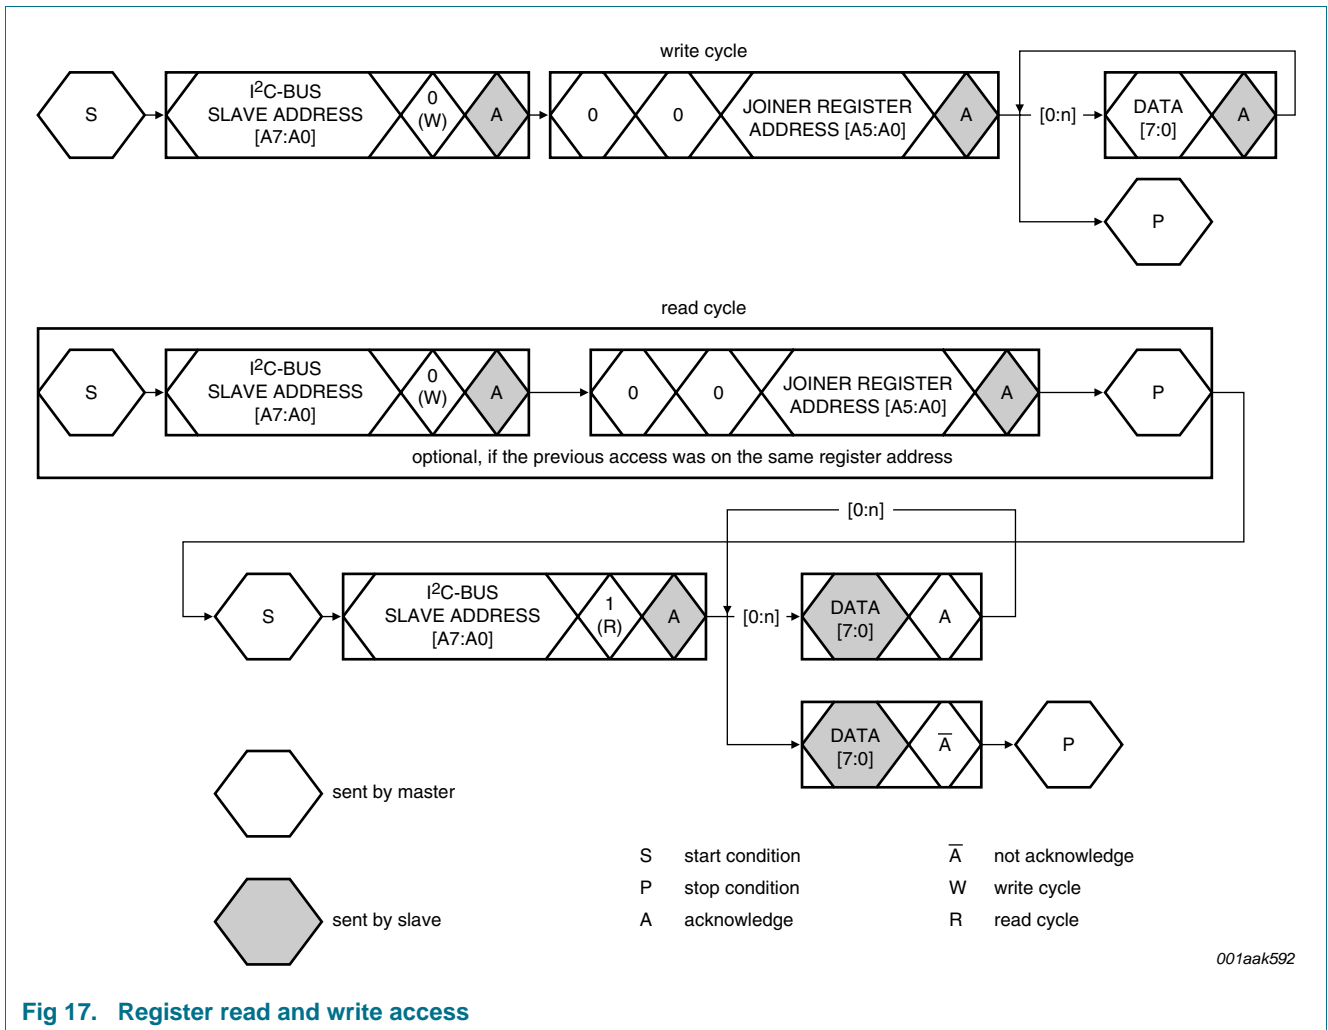 write cycle
S
I2C-BUS
SLAVE ADDRESS
[A7:A0]
0
(W)
A
0
0
JOINER REGISTER
ADDRESS [A5:A0]
A
[0:n]
DATA
[7:0]
A
P
read cycle
S
I2C-BUS
SLAVE ADDRESS
[A7:A0]
0
(W)
A
0
0
JOINER REGISTER
ADDRESS [A5:A0]
A
P
optional, if the previous access was on the same register address
[0:n]
S
I2C-BUS
SLAVE ADDRESS
[A7:A0]
1
(R)
A
[0:n]
DATA
[7:0]
A
DATA
[7:0]
A̅
P
sent by master
sent by slave
S start condition
P stop condition
A acknowledge
A̅ not acknowledge
W write cycle
R read cycle
001aak592
Fig 17. Register read and write access